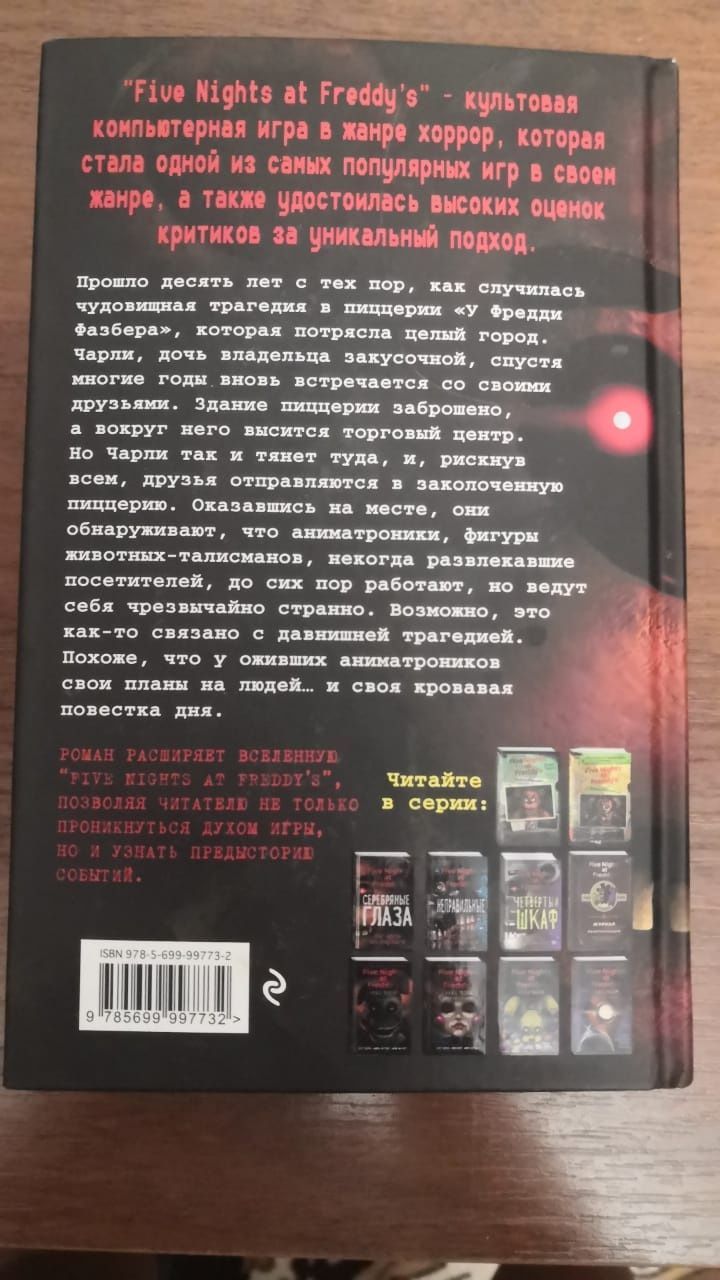 "Five Nights at Freddy's" - культовая
компьютерная игра в жанре хоррор, которая
стала одной из самых популярных игр в своем
жанре, а также удостоилась высоких оценок
критиков за уникальный подход.
Прошло десять лет с тех пор, как случилась
чудовищная трагедия в пиццерии «У Фредди
Фазбера», которая потрясла целый город.
Чарли, дочь владельца закусочной, спустя
многие годы вновь встречается со своими
друзьями. Здание пиццерии заброшено,
а вокруг него высится торговый центр.
Но Чарли так и тянет туда, и, рискнув
всем, друзья отправляются в заколоченную
пиццерию. Оказавшись на месте, они
обнаруживают, что аниматроники, фигуры
животных-талисманов, некогда развлекавшие
посетителей, до сих пор работают, но ведут
себя чрезвычайно странно. Возможно, это
как-то связано с давнишней трагедией.
Похоже, что у оживших аниматроников
свои планы на людей… и своя кровавая
повестка дня.
РОМАН РАСШИРЯЕТ ВСЕЛЕННУЮ
"FIVE NIGHTS AT FREDDY'S",
ПОЗВОЛЯЯ ЧИТАТЕЛЮ НЕ ТОЛЬКО
ПРОНИКНУТЬСЯ ДУХОМ ИГРЫ,
НО И УЗНАТЬ ПРЕДЫСТОРИЮ
СОБЫТИЙ.
Читайте
в серии:
СЕРЕБРЯНЫЕ
ГЛАЗА
НЕПРАВИЛЬНЫЕ
ЧЕТВЕРТЫЙ
ШКАФ
Five Night
at
Freddy
ЖУРНАЛ
ISBN 978-5-699-99773-2
9 785699 997732 >